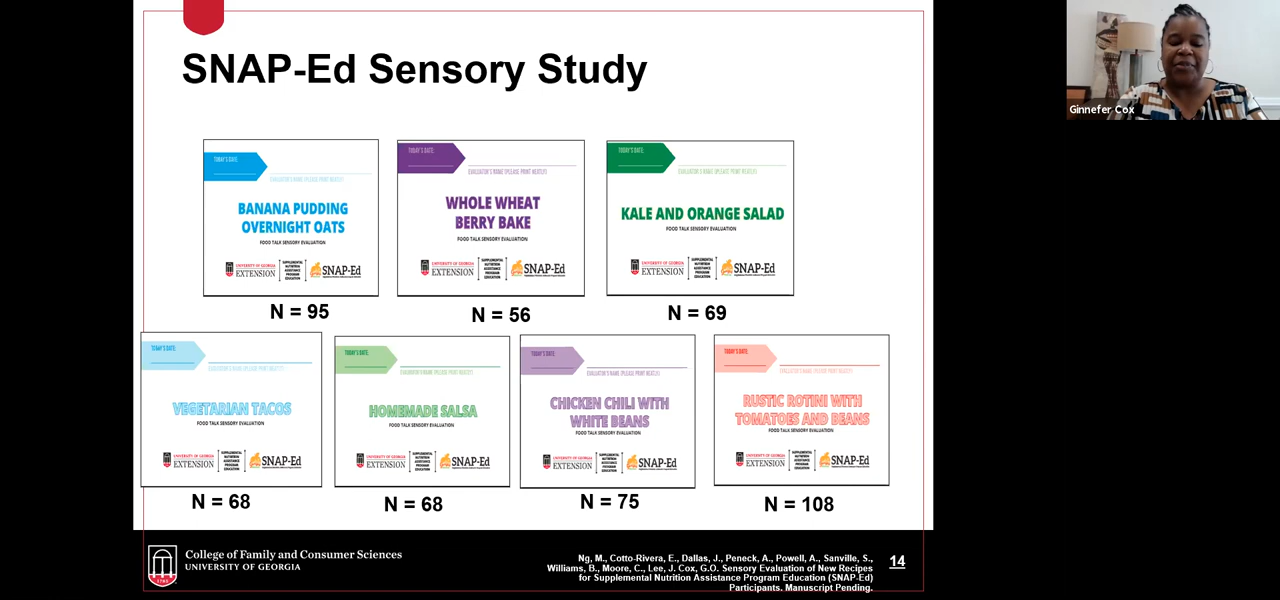 SNAP-Ed Sensory Study
Ginnefer Cox
TODAY'S DATE:
EVALUATOR'S NAME (PLEASE PRINT NEATLY)
BANANA PUDDING
OVERNIGHT OATS
FOOD TALK SENSORY EVALUATION
UNIVERSITY OF GEORGIA
EXTENSION
SUPPLEMENTAL
NUTRITION
ASSISTANCE
PROGRAM
EDUCATION
SNAP-Ed
N = 95
TODAY'S DATE:
EVALUATOR'S NAME (PLEASE PRINT NEATLY)
WHOLE WHEAT
BERRY BAKE
FOOD TALK SENSORY EVALUATION
UNIVERSITY OF GEORGIA
EXTENSION
SUPPLEMENTAL
NUTRITION
ASSISTANCE
PROGRAM
EDUCATION
SNAP-Ed
N = 56
TODAY'S DATE:
EVALUATOR'S NAME (PLEASE PRINT NEATLY)
KALE AND ORANGE SALAD
FOOD TALK SENSORY EVALUATION
UNIVERSITY OF GEORGIA
EXTENSION
SUPPLEMENTAL
NUTRITION
ASSISTANCE
PROGRAM
EDUCATION
SNAP-Ed
N = 69
TODAY'S DATE:
EVALUATOR'S NAME (PLEASE PRINT NEATLY)
VEGETARIAN TACOS
FOOD TALK SENSORY EVALUATION
UNIVERSITY OF GEORGIA
EXTENSION
SUPPLEMENTAL
NUTRITION
ASSISTANCE
PROGRAM
EDUCATION
SNAP-Ed
N = 68
TODAY'S DATE:
EVALUATOR'S NAME (PLEASE PRINT NEATLY)
HOMEMADE SALSA
FOOD TALK SENSORY EVALUATION
UNIVERSITY OF GEORGIA
EXTENSION
SUPPLEMENTAL
NUTRITION
ASSISTANCE
PROGRAM
EDUCATION
SNAP-Ed
N = 68
TODAY'S DATE:
EVALUATOR'S NAME (PLEASE PRINT NEATLY)
CHICKEN CHILI WITH
WHITE BEANS
FOOD TALK SENSORY EVALUATION
UNIVERSITY OF GEORGIA
EXTENSION
SUPPLEMENTAL
NUTRITION
ASSISTANCE
PROGRAM
EDUCATION
SNAP-Ed
N = 75
TODAY'S DATE:
EVALUATOR'S NAME (PLEASE PRINT NEATLY)
RUSTIC ROTINI WITH
TOMATOES AND BEANS
FOOD TALK SENSORY EVALUATION
UNIVERSITY OF GEORGIA
EXTENSION
SUPPLEMENTAL
NUTRITION
ASSISTANCE
PROGRAM
EDUCATION
SNAP-Ed
N = 108
1785
College of Family and Consumer Sciences
UNIVERSITY OF GEORGIA
Ng, M., Cotto-Rivera, E., Dallas, J., Peneck, A., Powell, A., Sanville, S.,
Williams, B., Moore, C., Lee, J. Cox, G.O. Sensory Evaluation of New Recipes
for Supplemental Nutrition Assistance Program Education (SNAP-Ed)
Participants. Manuscript Pending.
14